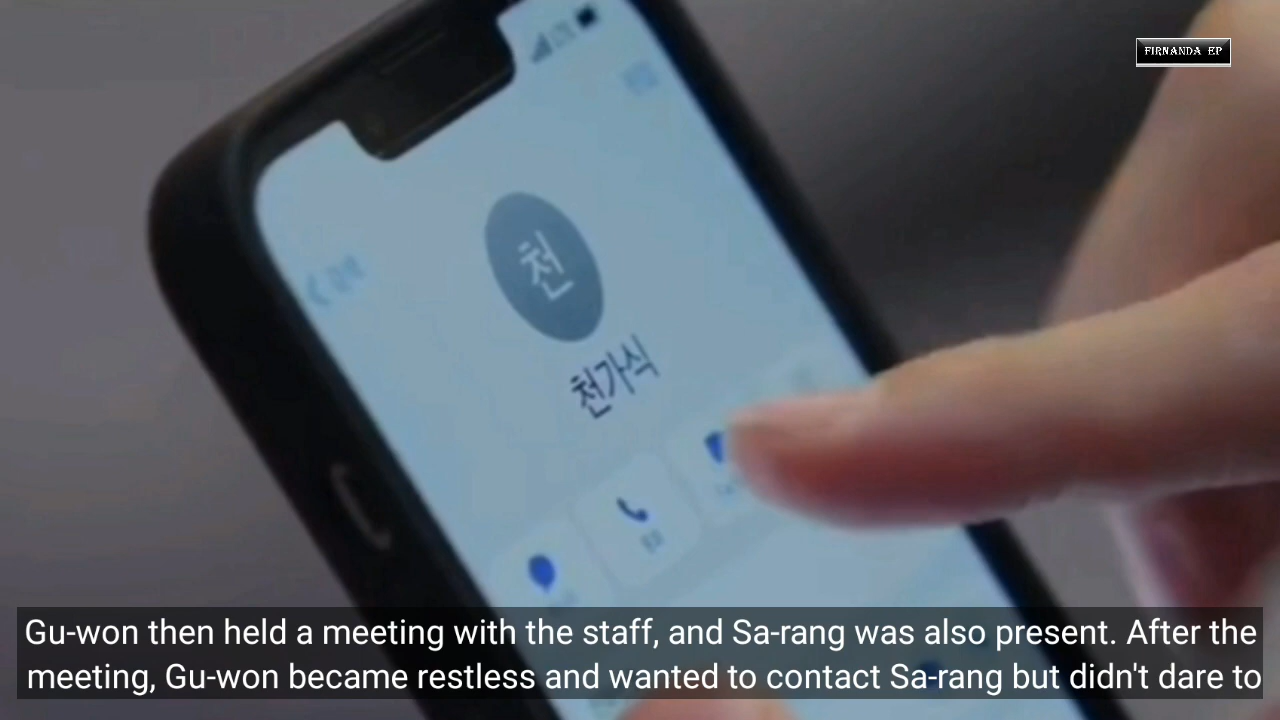 FIRNANDA EP
천
천가식
Gu-won then held a meeting with the staff, and Sa-rang was also present. After the
meeting, Gu-won became restless and wanted to contact Sa-rang but didn't dare to